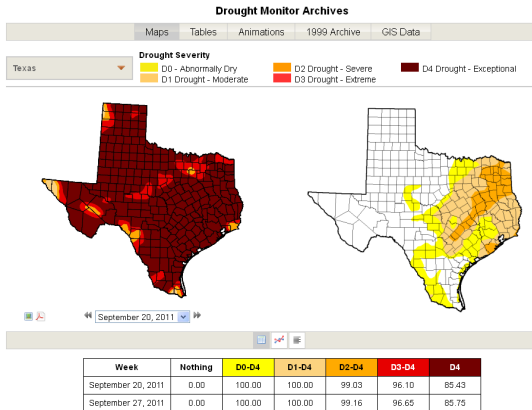 Drought Monitor Archives
Maps Tables Animations 1999 Archive GIS Data
Texas
Drought Severity
D0 - Abnormally Dry
D1 Drought - Moderate
D2 Drought - Severe
D3 Drought - Extreme
D4 Drought - Exceptional
September 20, 2011
Week Nothing D0-D4 D1-D4 D2-D4 D3-D4 D4
September 20, 2011 0.00 100.00 100.00 99.03 96.10 85.43
September 27, 2011 0.00 100.00 100.00 99.16 96.65 85.75